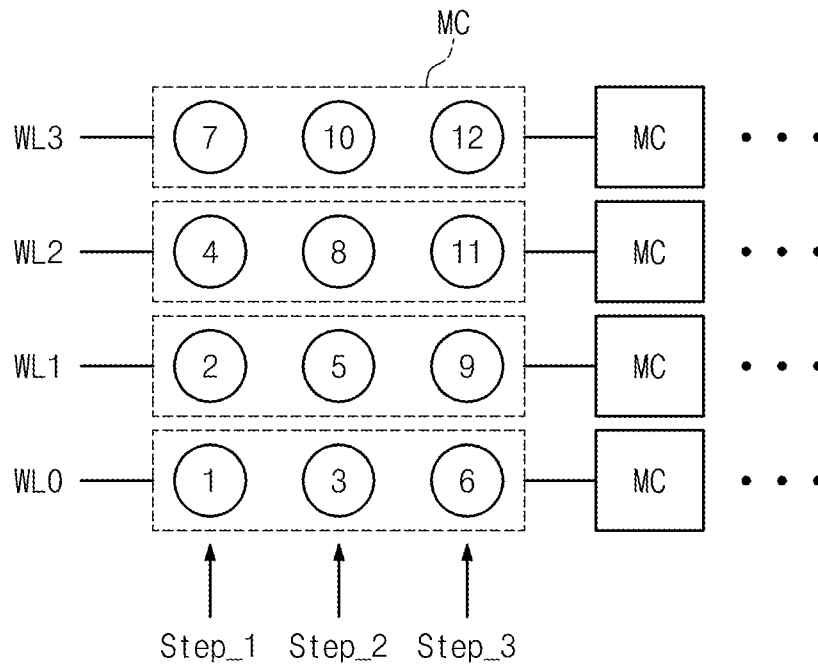 MC
WL3 7 10 12 MC
WL2 4 8 11 MC
WL1 2 5 9 MC
WL0 1 3 6 MC
Step_1 Step_2 Step_3